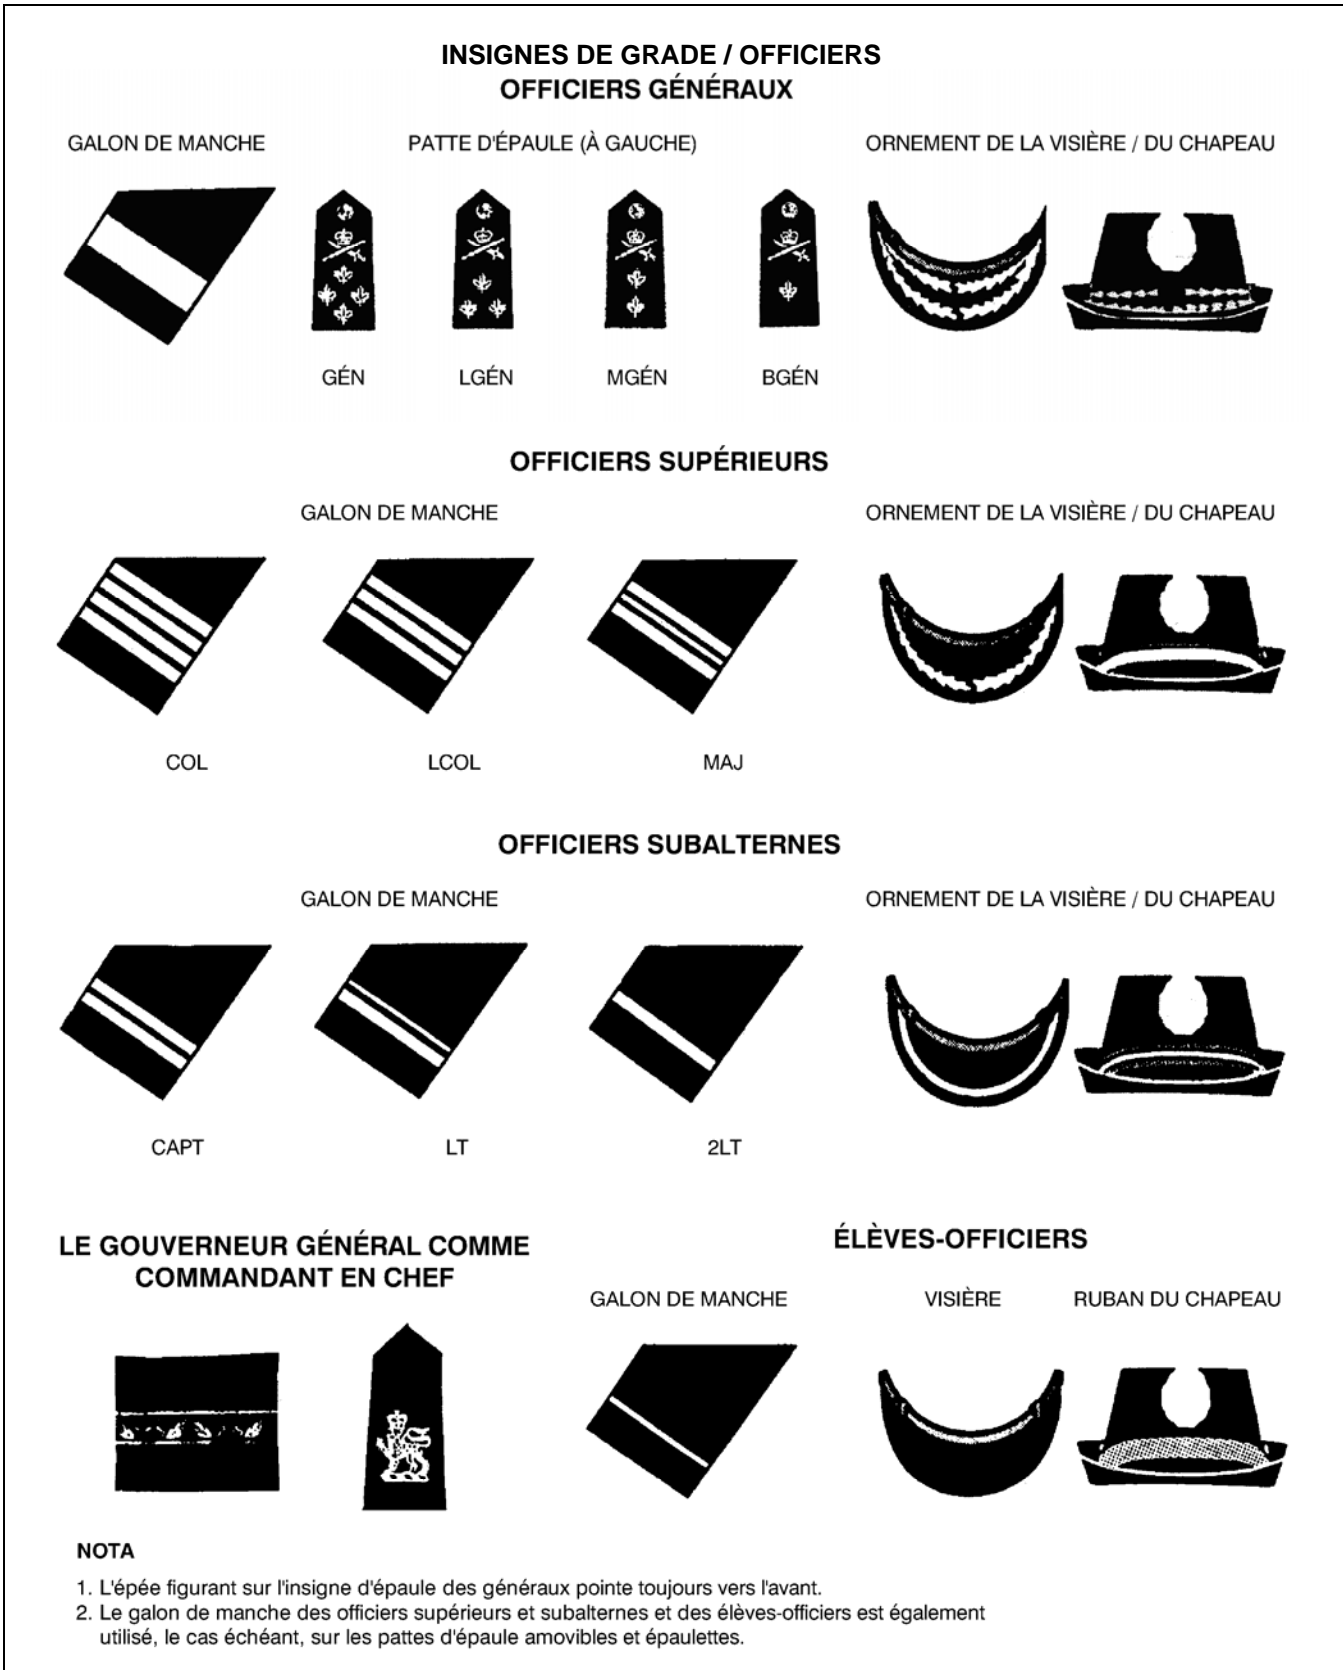 INSIGNES DE GRADE / OFFICIERS
OFFICIERS GÉNÉRAUX
GALON DE MANCHE
PATTE D'ÉPAULE (À GAUCHE)
ORNEMENT DE LA VISIÈRE / DU CHAPEAU
GÉN
LGÉN
MGÉN
BGÉN
OFFICIERS SUPÉRIEURS
GALON DE MANCHE
ORNEMENT DE LA VISIÈRE / DU CHAPEAU
COL
LCOL
MAJ
OFFICIERS SUBALTERNES
GALON DE MANCHE
ORNEMENT DE LA VISIÈRE / DU CHAPEAU
CAPT
LT
2LT
LE GOUVERNEUR GÉNÉRAL COMME
COMMANDANT EN CHEF
ÉLÈVES-OFFICIERS
GALON DE MANCHE
VISIÈRE
RUBAN DU CHAPEAU
NOTA
1. L'épée figurant sur l'insigne d'épaule des généraux pointe toujours vers l'avant.
2. Le galon de manche des officiers supérieurs et subalternes et des élèves-officiers est également
utilisé, le cas échéant, sur les pattes d'épaule amovibles et épaulettes.